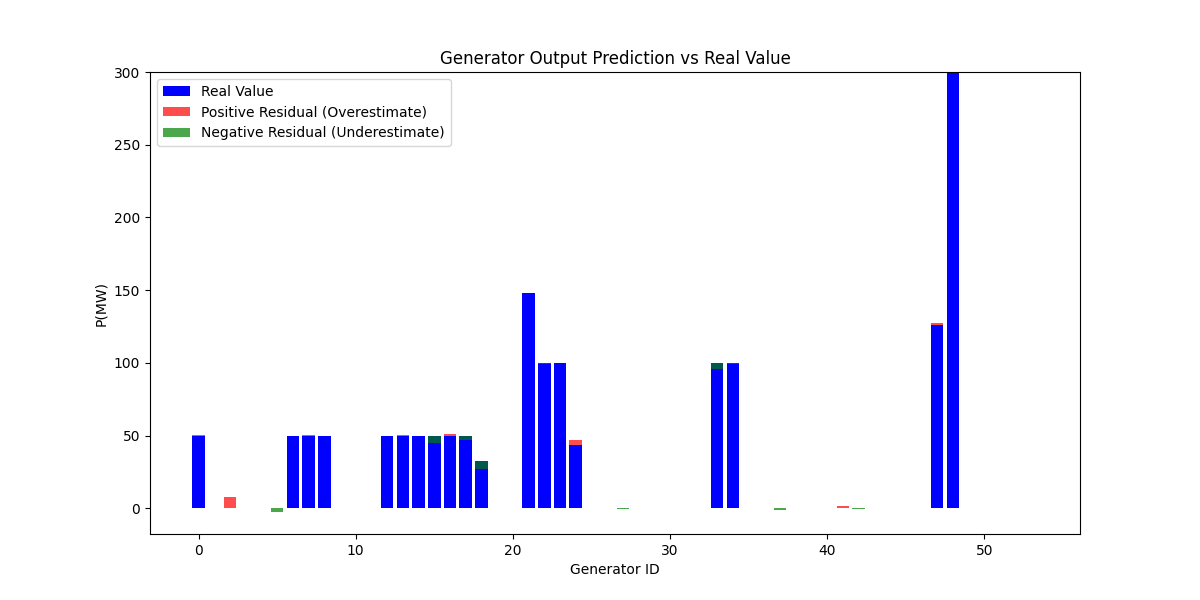 Generator Output Prediction vs Real Value
300
250
200
150
100
50
0
P(MW)
Real Value
Positive Residual (Overestimate)
Negative Residual (Underestimate)
0 10 20 30 40 50
Generator ID